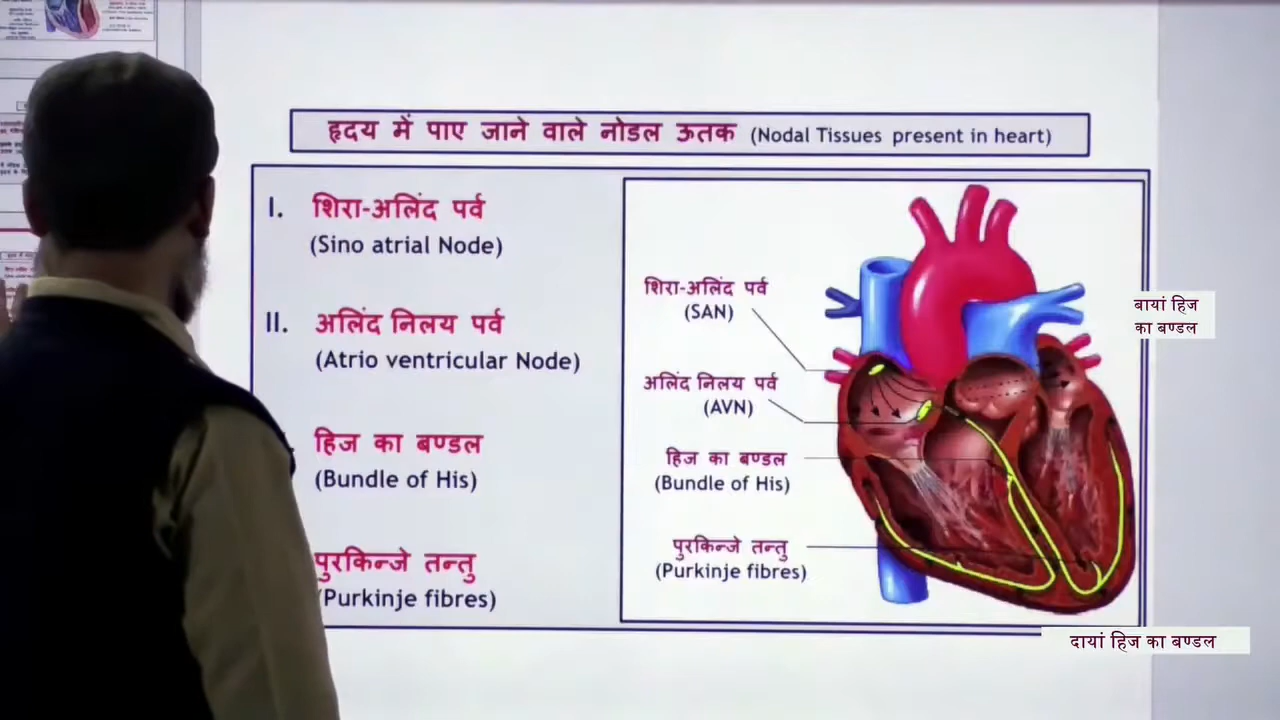 हृदय में पाए जाने वाले नोडल ऊतक (Nodal Tissues present in heart)
I. शिरा-अलिंद पर्व
(Sino atrial Node)
II. अलिंद निलय पर्व
(Atrio ventricular Node)
हिज का बण्डल
(Bundle of His)
पुरकिन्जे तन्तु
(Purkinje fibres)
शिरा-अलिंद पर्व
(SAN)
अलिंद निलय पर्व
(AVN)
हिज का बण्डल
(Bundle of His)
पुरकिन्जे तन्तु
(Purkinje fibres)
बायां हिज
का बण्डल
दायां हिज का बण्डल